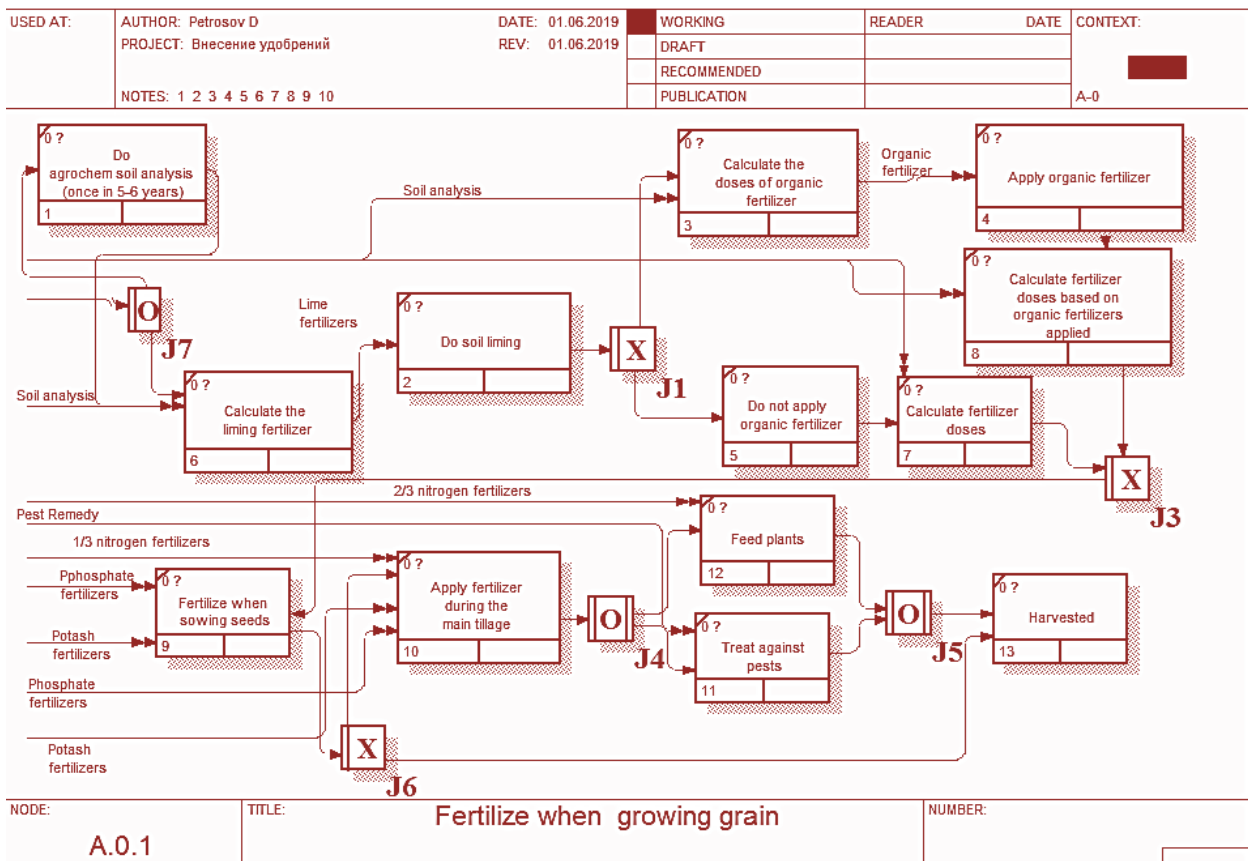 USED AT:
AUTHOR: Petrosov D
DATE: 01.06.2019
WORKING
READER
DATE
CONTEXT:
PROJECT: Внесение удобрений
REV: 01.06.2019
DRAFT
RECOMMENDED
NOTES: 1 2 3 4 5 6 7 8 9 10
PUBLICATION
A-0
0 ?
Do
agrochem soil analysis
(once in 5-6 years)
1
0 ?
Calculate the
doses of organic
fertilizer
3
Organic
fertilizer
0 ?
Apply organic fertilizer
4
Soil analysis
0 ?
Calculate fertilizer
doses based on
organic fertilizers
applied
8
O
J7
Lime
fertilizers
0 ?
Do soil liming
2
X
J1
Soil analysis
0 ?
Calculate the
liming fertilizer
6
0 ?
Do not apply
organic fertilizer
5
0 ?
Calculate fertilizer
doses
7
X
J3
2/3 nitrogen fertilizers
Pest Remedy
1/3 nitrogen fertilizers
0 ?
Feed plants
12
Pphosphate
fertilizers
0 ?
Fertilize when
sowing seeds
9
0 ?
Apply fertilizer
during the
main tillage
10
O
J4
O
J5
0 ?
Harvested
13
Potash
fertilizers
0 ?
Treat against
pests
11
Phosphate
fertilizers
Potash
fertilizers
X
J6
NODE:
TITLE:
Fertilize when growing grain
NUMBER:
A.0.1